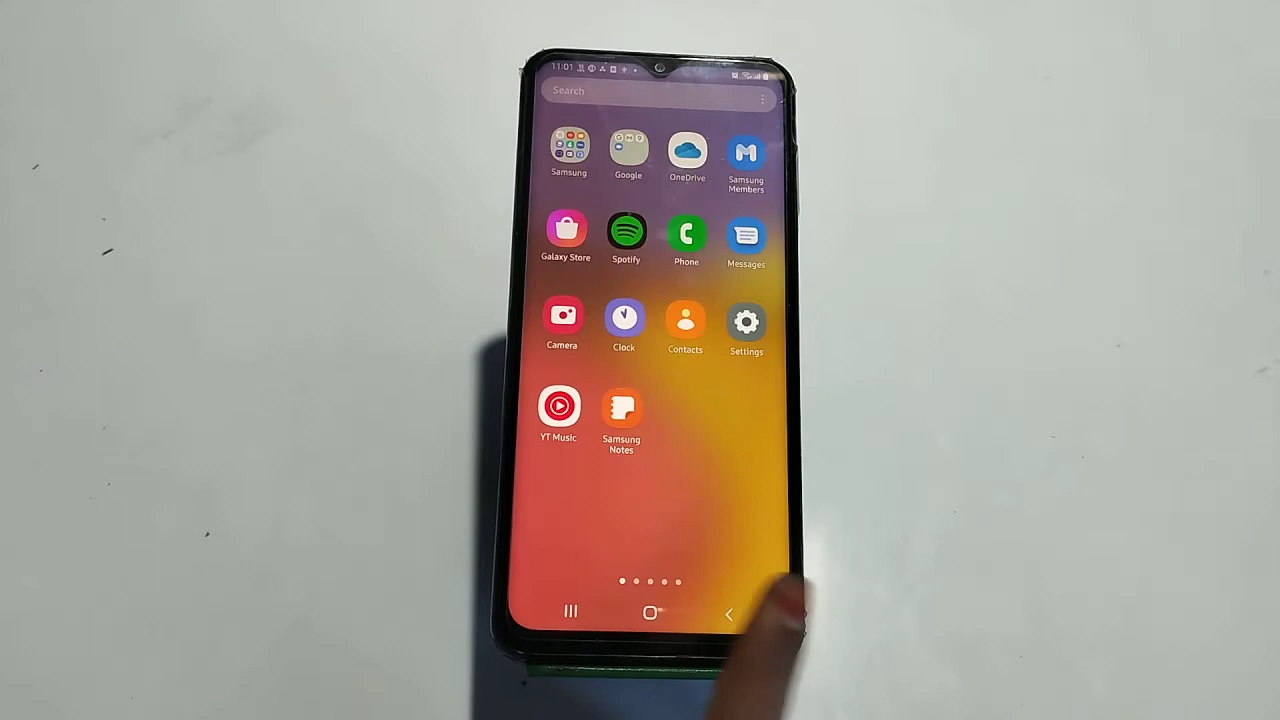 11:01
Search
Samsung
Google
OneDrive
Samsung
Members
Galaxy Store
Spotify
Phone
Messages
Camera
Clock
Contacts
Settings
YT Music
Samsung
Notes